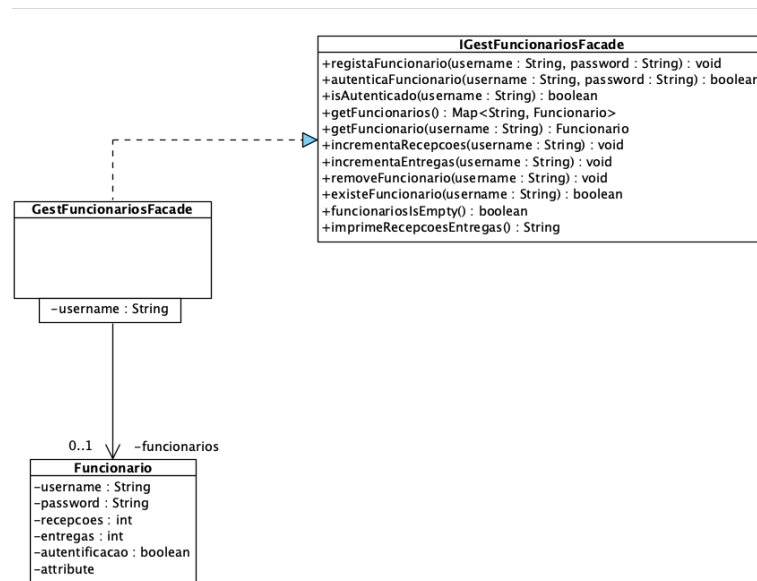 IGestFuncionariosFacade
+registaFuncionario(username : String, password : String) : void
+autenticaFuncionario(username : String, password : String) : boolean
+isAutenticado(username : String) : boolean
+getFuncionarios() : Map<String, Funcionario>
+getFuncionario(username : String) : Funcionario
+incrementaRecepcoes(username : String) : void
+incrementaEntregas(username : String) : void
+removeFuncionario(username : String) : void
+existeFuncionario(username : String) : boolean
+funcionariosIsEmpty() : boolean
+imprimeRecepcoesEntregas() : String
GestFuncionariosFacade
-username : String
0..1 -funcionarios
Funcionario
-username : String
-password : String
-recepcoes : int
-entregas : int
-autentificacao : boolean
-attribute